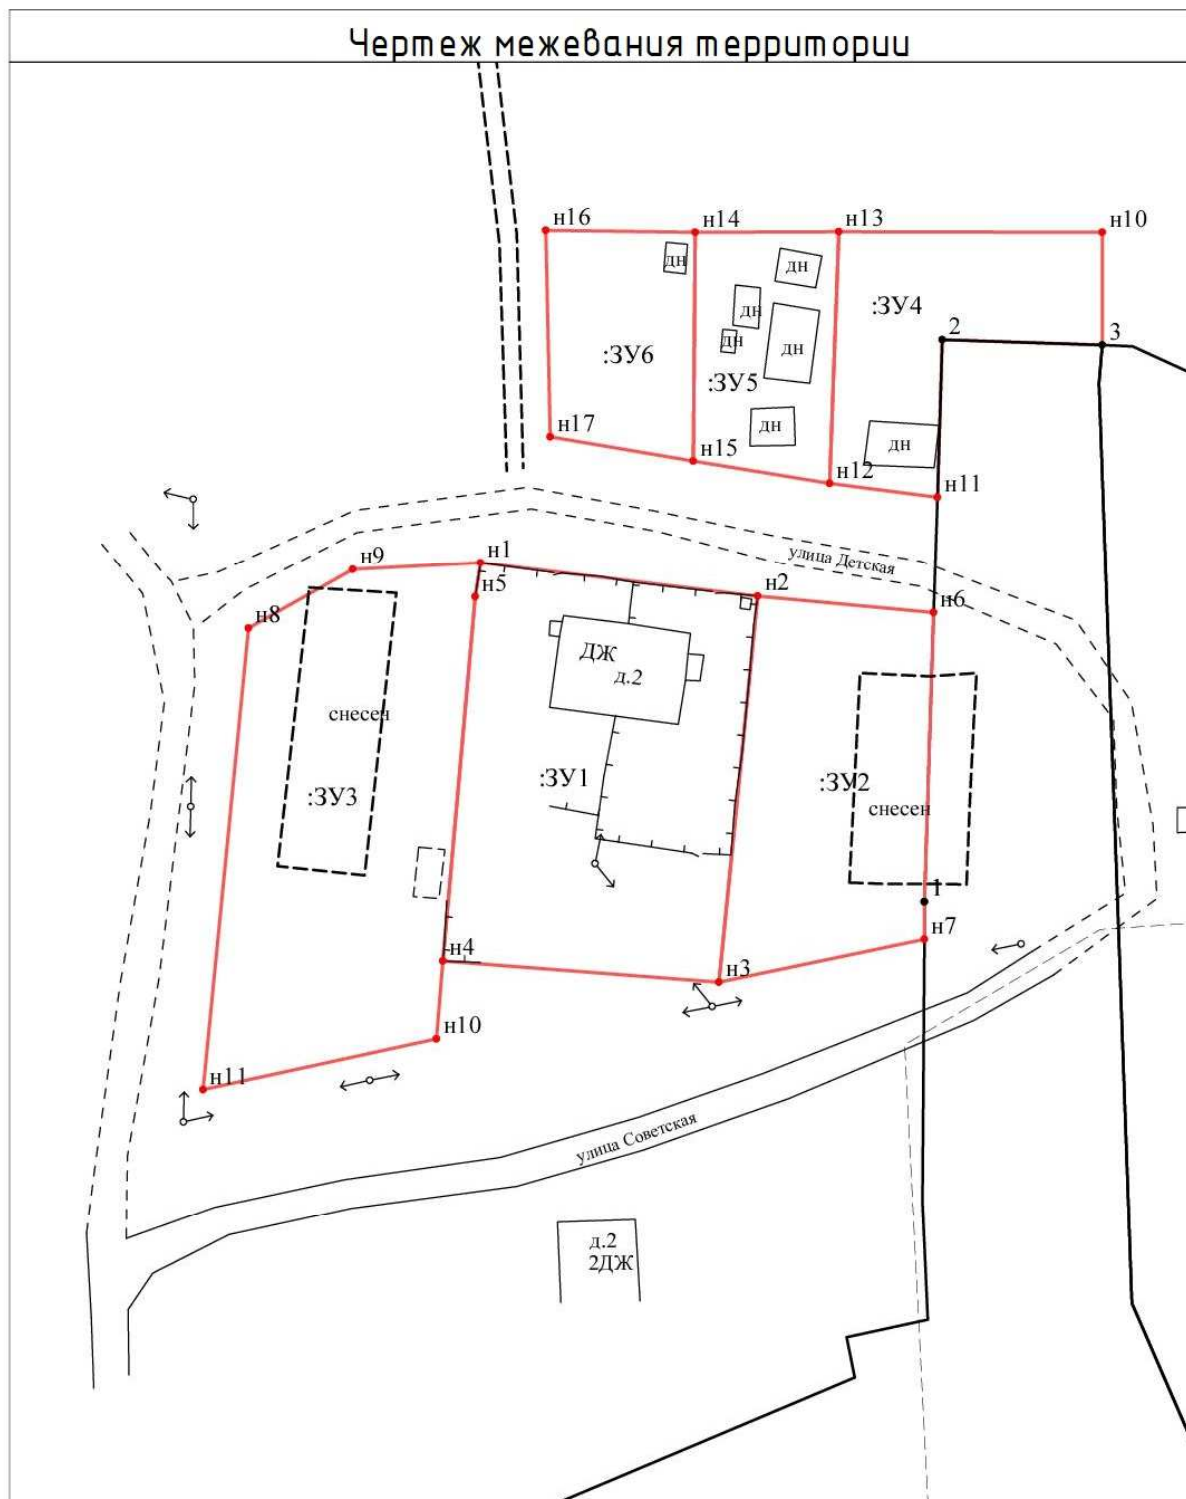 Чертеж межевания территории
н16
н14
н13
н10
дн
дн
дн
дн
дн
:ЗУ4
:ЗУ6
:ЗУ5
2
3
н17
н15
н12
н11
дн
дн
улица Детская
н9
н1
н5
н2
н6
н8
ДЖ
д.2
снесен
:ЗУ3
:ЗУ1
:ЗУ2
снесен
1
н7
н4
н3
н10
н11
улица Советская
д.2
2ДЖ